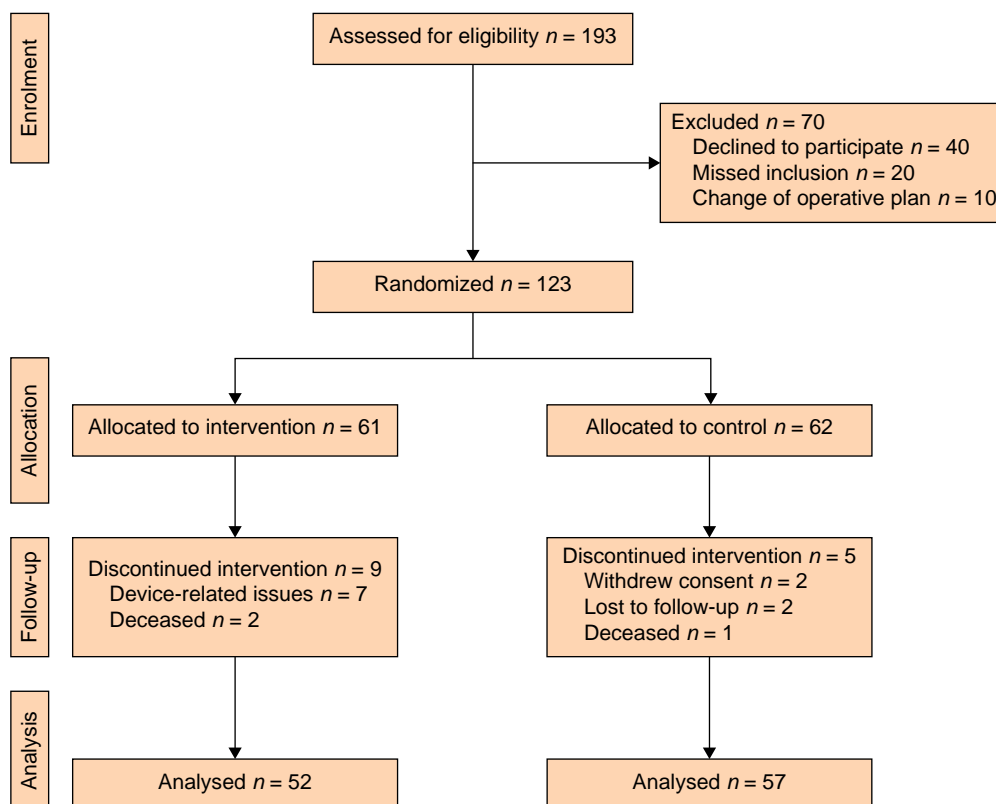 Enrolment
Assessed for eligibility n = 193
Excluded n = 70
Declined to participate n = 40
Missed inclusion n = 20
Change of operative plan n = 10
Randomized n = 123
Allocation
Allocated to intervention n = 61
Allocated to control n = 62
Follow-up
Discontinued intervention n = 9
Device-related issues n = 7
Deceased n = 2
Discontinued intervention n = 5
Withdrew consent n = 2
Lost to follow-up n = 2
Deceased n = 1
Analysis
Analysed n = 52
Analysed n = 57